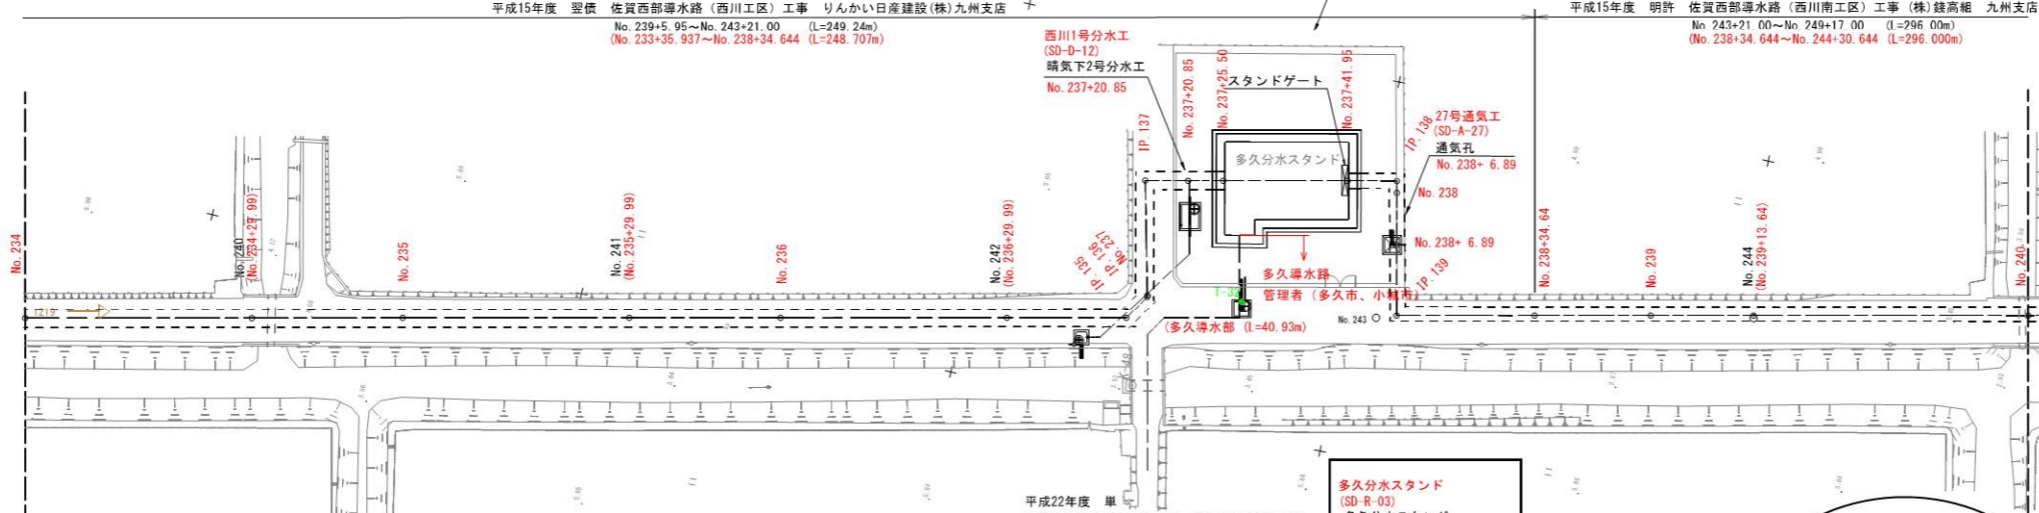 平成15年度 翌債 佐賀西部導水路（西川工区）工事 りんかい日産建設(株)九州支店
No.239+5.95～No.243+21.00 (L=249.24m)
(No.233+35.937～No.238+34.644 (L=248.707m)
平成15年度 明許 佐賀西部導水路（西川南工区）工事 (株)錢高組 九州支店
No.243+21.00～No.249+17.00 (L=296.00m)
(No.238+34.644～No.244+30.644 (L=296.000m)
西川1号分水工
(SD-D-12)
晴気下2号分水工
No.237+20.85
IP.137
No.237+20.85
No.237+25.50
スタンドゲート
No.237+41.95
IP.138
27号通気工
(SD-A-27)
通気孔
No.238+ 6.89
多久分水スタンド
No.238
No.238+ 6.89
No.234
No.240
(No.234+29.99)
No.235
No.241
(No.235+29.99)
No.236
No.242
(No.236+29.99)
IP.135
IP.136
No.237
多久導水路
管理者（多久市、小城市）
IP.139
(多久導水部 (L=40.93m)
No.243
No.238+34.64
No.239
No.244
(No.239+13.64)
No.240
1219
平成22年度 単
多久分水スタンド
(SD-R-03)